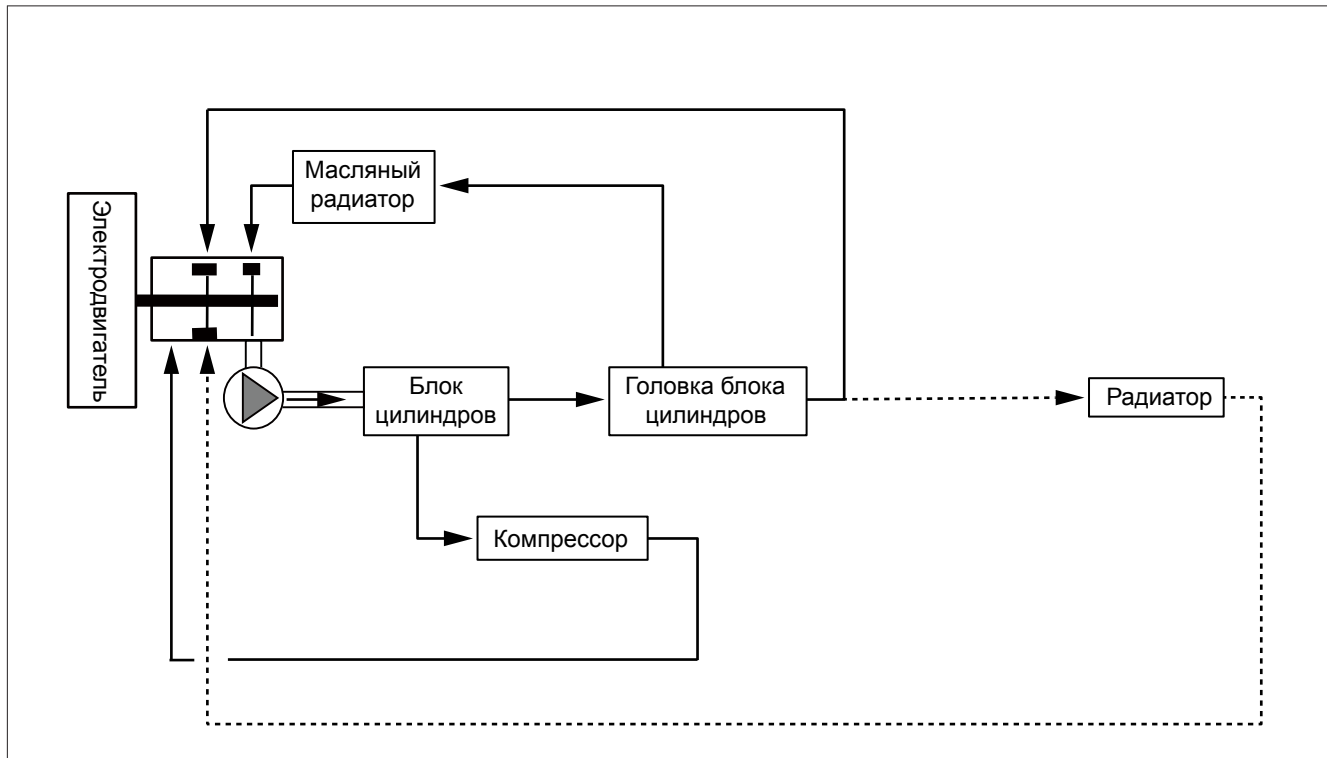 Масляный
радиатор
Электродвигатель
Блок
цилиндров
Головка блока
цилиндров
Радиатор
Компрессор